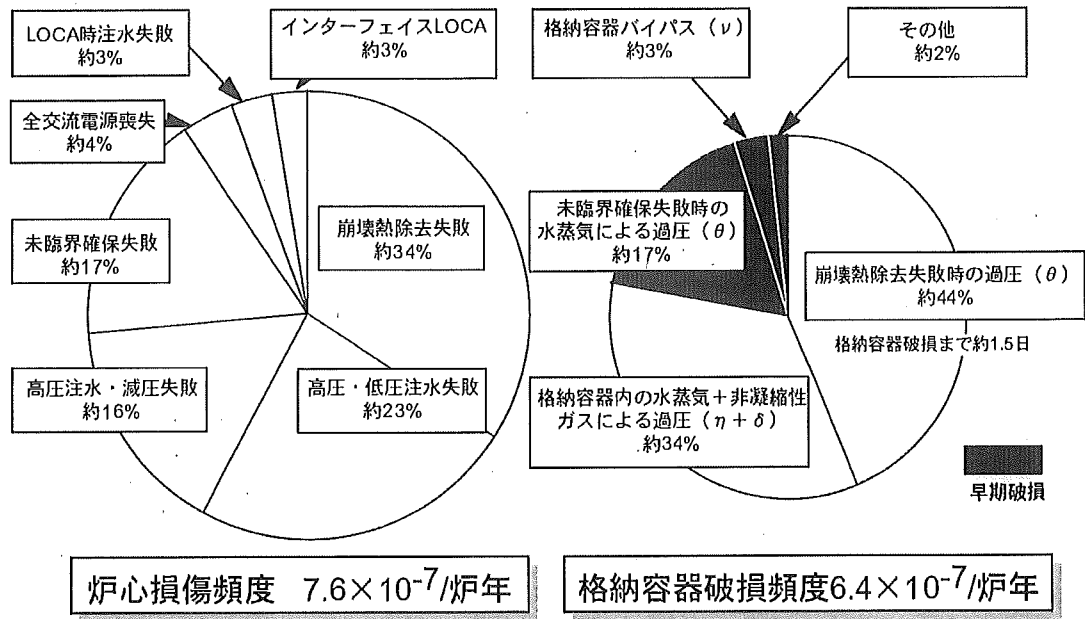 LOCA時注水失敗
約3%
インターフェイスLOCA
約3%
全交流電源喪失
約4%
未臨界確保失敗
約17%
崩壊熱除去失敗
約34%
高圧注水・減圧失敗
約16%
高圧・低圧注水失敗
約23%
炉心損傷頻度 7.6×10⁻⁷/炉年
格納容器バイパス（ν）
約3%
その他
約2%
未臨界確保失敗時の
水蒸気による過圧（θ）
約17%
崩壊熱除去失敗時の過圧（θ）
約44%
格納容器破損まで約1.5日
格納容器内の水蒸気＋非凝縮性
ガスによる過圧（η＋δ）
約34%
早期破損
格納容器破損頻度6.4×10⁻⁷/炉年